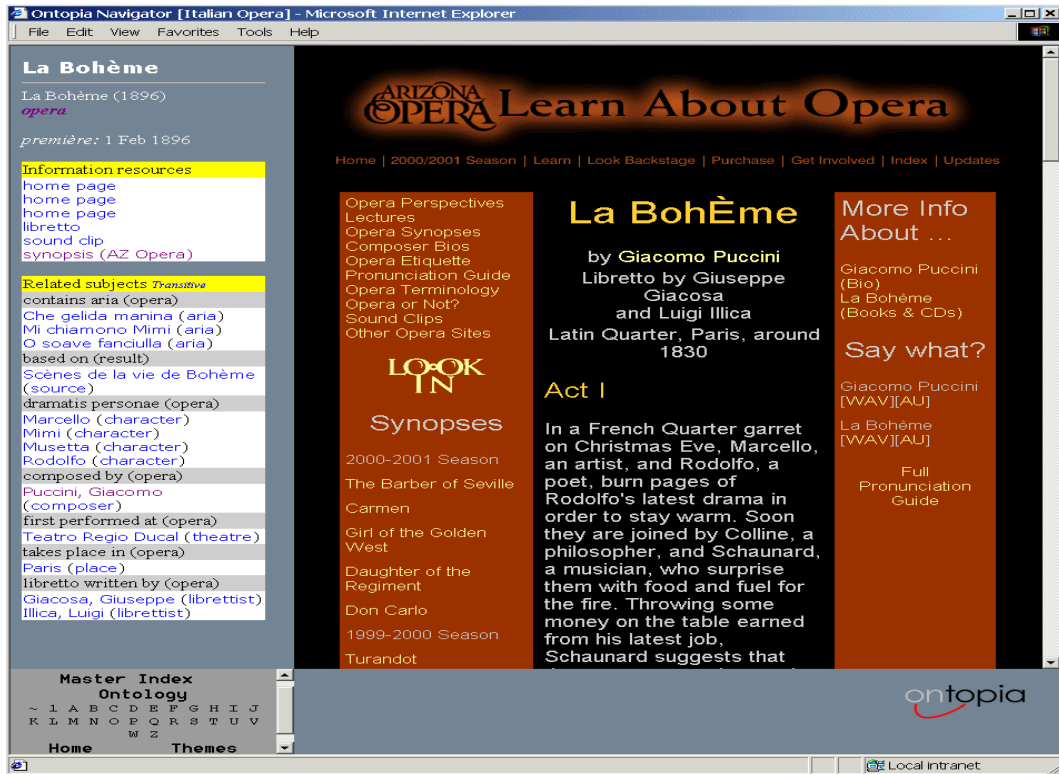 Ontopia Navigator [Italian Opera] - Microsoft Internet Explorer
File Edit View Favorites Tools Help
La Bohème
La Bohème (1896)
opera
première: 1 Feb 1896
Information resources
home page
home page
home page
libretto
sound clip
synopsis (AZ Opera)
Related subjects Transitive
contains aria (opera)
Che gelida manina (aria)
Mi chiamono Mimi (aria)
O soave fanciulla (aria)
based on (result)
Scènes de la vie de Bohème
(source)
dramatis personae (opera)
Marcello (character)
Mimi (character)
Musetta (character)
Rodolfo (character)
composed by (opera)
Puccini, Giacomo
(composer)
first performed at (opera)
Teatro Regio Ducal (theatre)
takes place in (opera)
Paris (place)
libretto written by (opera)
Giacosa, Giuseppe (librettist)
Illica, Luigi (librettist)
Master Index
Ontology
~ 1 A B C D E F G H I J
K L M N O P Q R S T U V
W Z
Home Themes
ARIZONA
OPERA Learn About Opera
Home | 2000/2001 Season | Learn | Look Backstage | Purchase | Get Involved | Index | Updates
Opera Perspectives
Lectures
Opera Synopses
Composer Bios
Opera Etiquette
Pronunciation Guide
Opera Terminology
Opera or Not?
Sound Clips
Other Opera Sites
LOOK
IN
Synopses
2000-2001 Season
The Barber of Seville
Carmen
Girl of the Golden
West
Daughter of the
Regiment
Don Carlo
1999-2000 Season
Turandot
La BohÈme
by Giacomo Puccini
Libretto by Giuseppe
Giacosa
and Luigi Illica
Latin Quarter, Paris, around
1830
Act I
In a French Quarter garret
on Christmas Eve, Marcello,
an artist, and Rodolfo, a
poet, burn pages of
Rodolfo's latest drama in
order to stay warm. Soon
they are joined by Colline, a
philosopher, and Schaunard,
a musician, who surprise
them with food and fuel for
the fire. Throwing some
money on the table earned
from his latest job,
Schaunard suggests that
More Info
About ...
Giacomo Puccini
(Bio)
La Bohème
(Books & CDs)
Say what?
Giacomo Puccini
[WAV][AU]
La Bohème
[WAV][AU]
Full
Pronunciation
Guide
ontopia
Local intranet